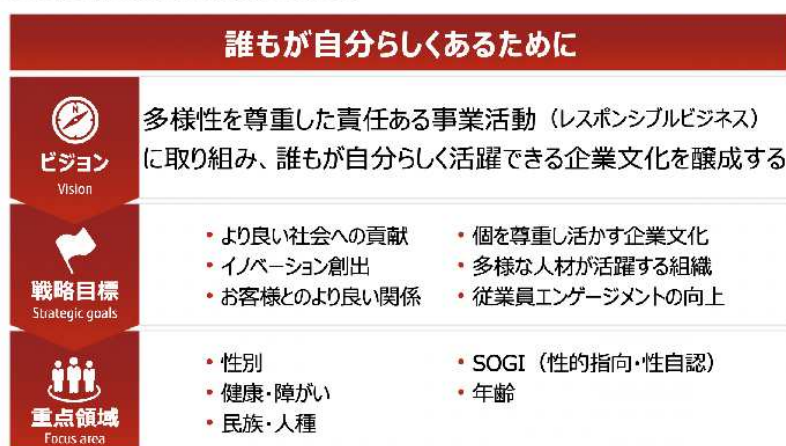 誰もが自分らしくあるために
多様性を尊重した責任ある事業活動（レスポンシブルビジネス）
に取り組み、誰もが自分らしく活躍できる企業文化を醸成する
ビジョン
Vision
・より良い社会への貢献
・イノベーション創出
・お客様とのより良い関係
・個を尊重し活かす企業文化
・多様な人材が活躍する組織
・従業員エンゲージメントの向上
戦略目標
Strategic goals
・性別
・健康・障がい
・民族・人種
・SOGI（性的指向・性自認）
・年齢
重点領域
Focus area